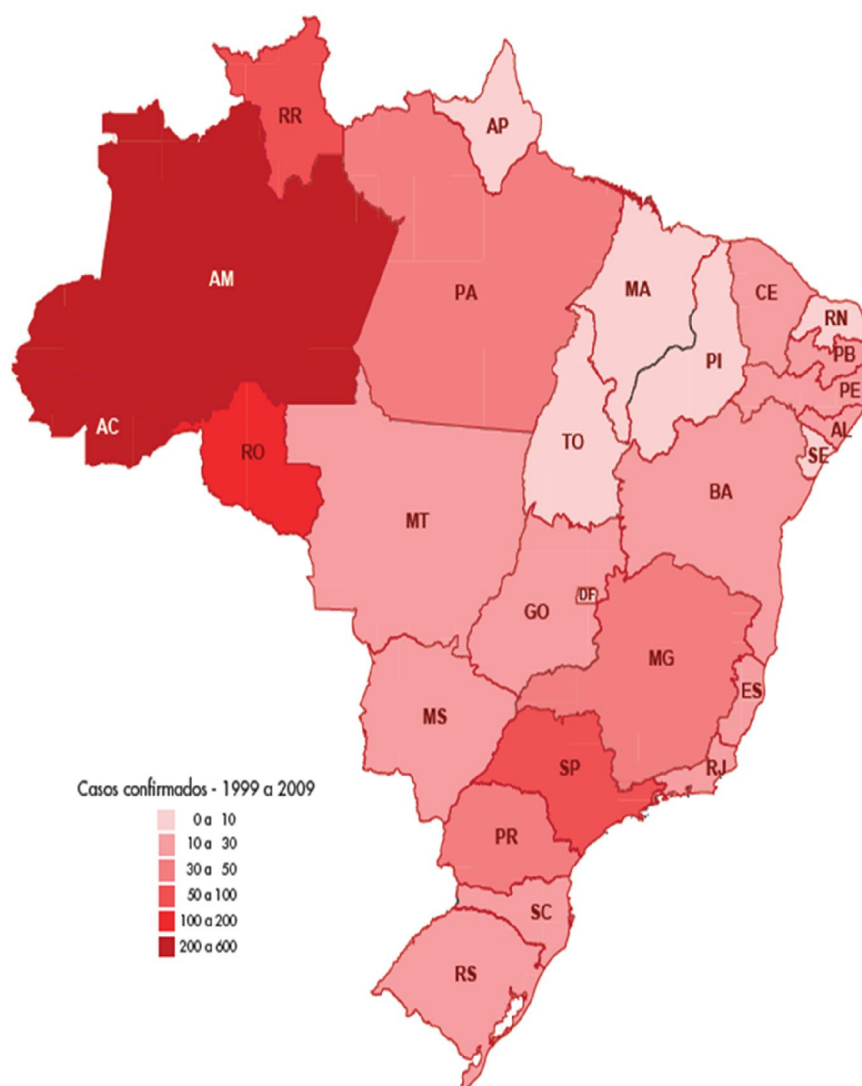 RR
AP
AM
PA
MA
CE
RN
PB
PI
PE
AC
RO
TO
AL
SE
BA
MT
DF
GO
MG
ES
MS
RJ
SP
PR
SC
RS
Casos confirmados - 1999 a 2009
0 a 10
10 a 30
30 a 50
50 a 100
100 a 200
200 a 600